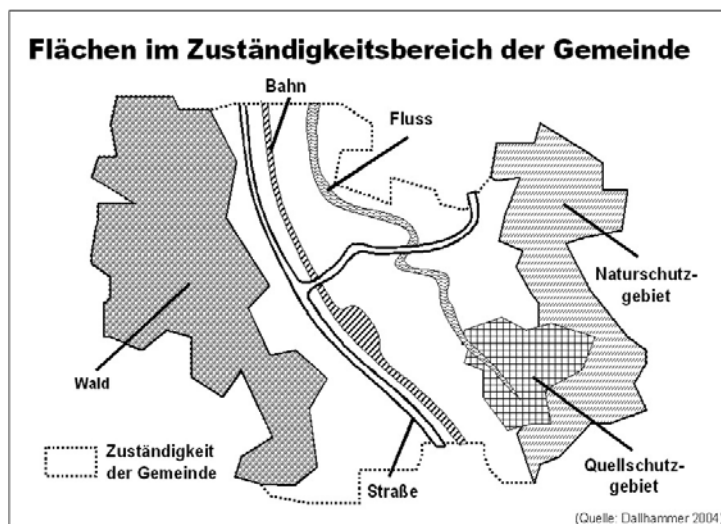 Flächen im Zuständigkeitsbereich der Gemeinde
Bahn
Fluss
Naturschutz-
gebiet
Wald
Zuständigkeit
der Gemeinde
Straße
Quellschutz-
gebiet
(Quelle: Dallhammer 2004)